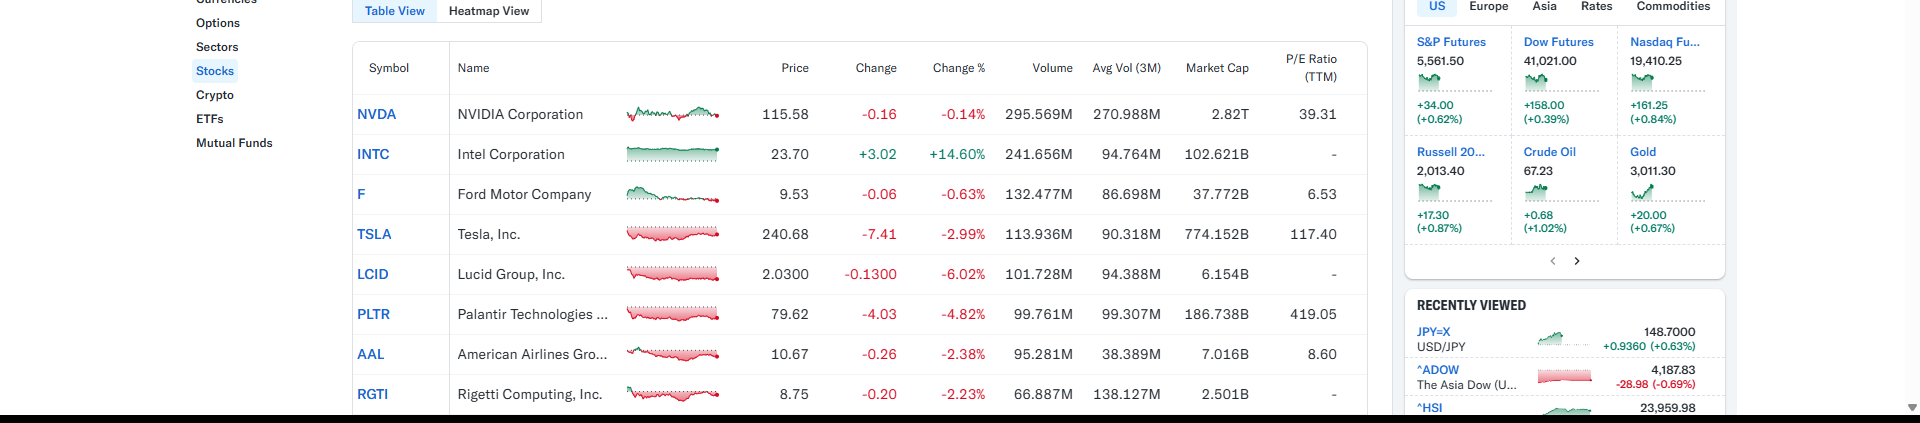 Currencies
Options
Sectors
Stocks
Crypto
ETFs
Mutual Funds
Table View Heatmap View
Symbol Name Price Change Change % Volume Avg Vol (3M) Market Cap P/E Ratio (TTM)
NVDA NVIDIA Corporation 115.58 -0.16 -0.14% 295.569M 270.988M 2.82T 39.31
INTC Intel Corporation 23.70 +3.02 +14.60% 241.656M 94.764M 102.621B -
F Ford Motor Company 9.53 -0.06 -0.63% 132.477M 86.698M 37.772B 6.53
TSLA Tesla, Inc. 240.68 -7.41 -2.99% 113.936M 90.318M 774.152B 117.40
LCID Lucid Group, Inc. 2.0300 -0.1300 -6.02% 101.728M 94.388M 6.154B -
PLTR Palantir Technologies ... 79.62 -4.03 -4.82% 99.761M 99.307M 186.738B 419.05
AAL American Airlines Gro... 10.67 -0.26 -2.38% 95.281M 38.389M 7.016B 8.60
RGTI Rigetti Computing, Inc. 8.75 -0.20 -2.23% 66.887M 138.127M 2.501B -
US Europe Asia Rates Commodities
S&P Futures Dow Futures Nasdaq Fu...
5,561.50 41,021.00 19,410.25
+34.00 +158.00 +161.25
(+0.62%) (+0.39%) (+0.84%)
Russell 20... Crude Oil Gold
2,013.40 67.23 3,011.30
+17.30 +0.68 +20.00
(+0.87%) (+1.02%) (+0.67%)
RECENTLY VIEWED
JPY=X 148.7000
USD/JPY +0.9360 (+0.63%)
^ADOW 4,187.83
The Asia Dow (U... -28.98 (-0.69%)
^HSI 23,959.98